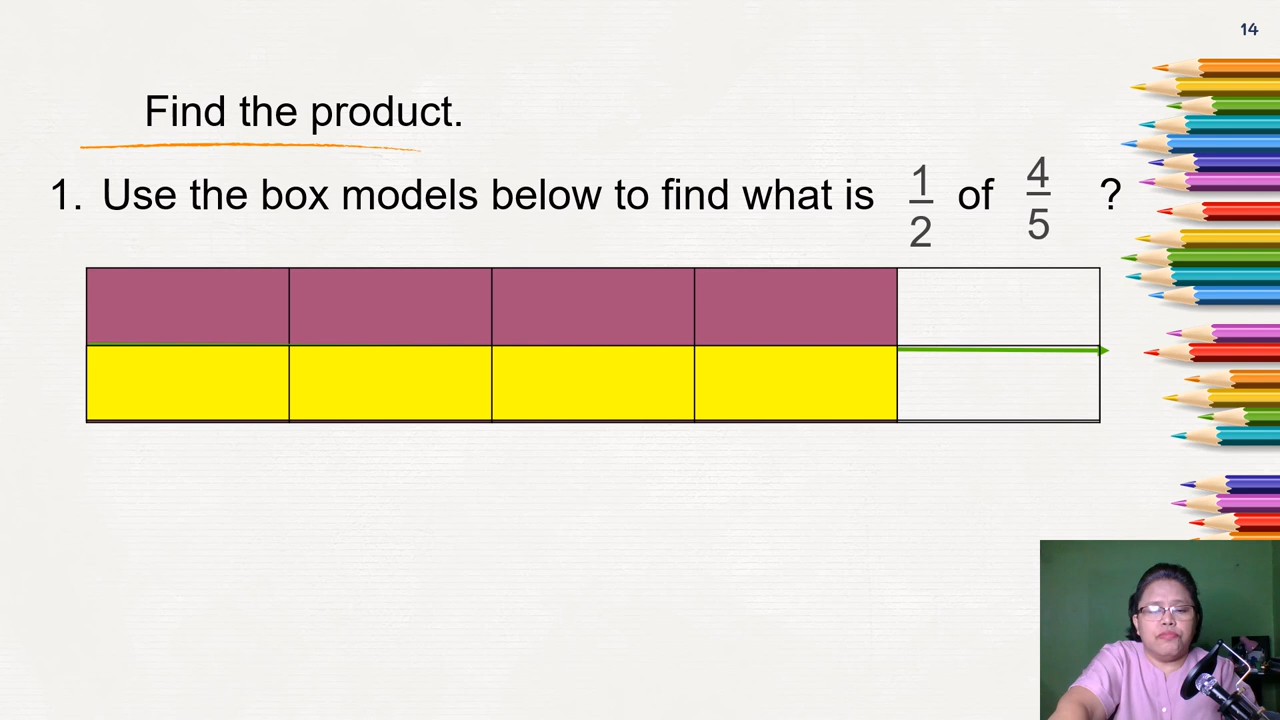 14
Find the product.
1. Use the box models below to find what is 1/2 of 4/5 ?